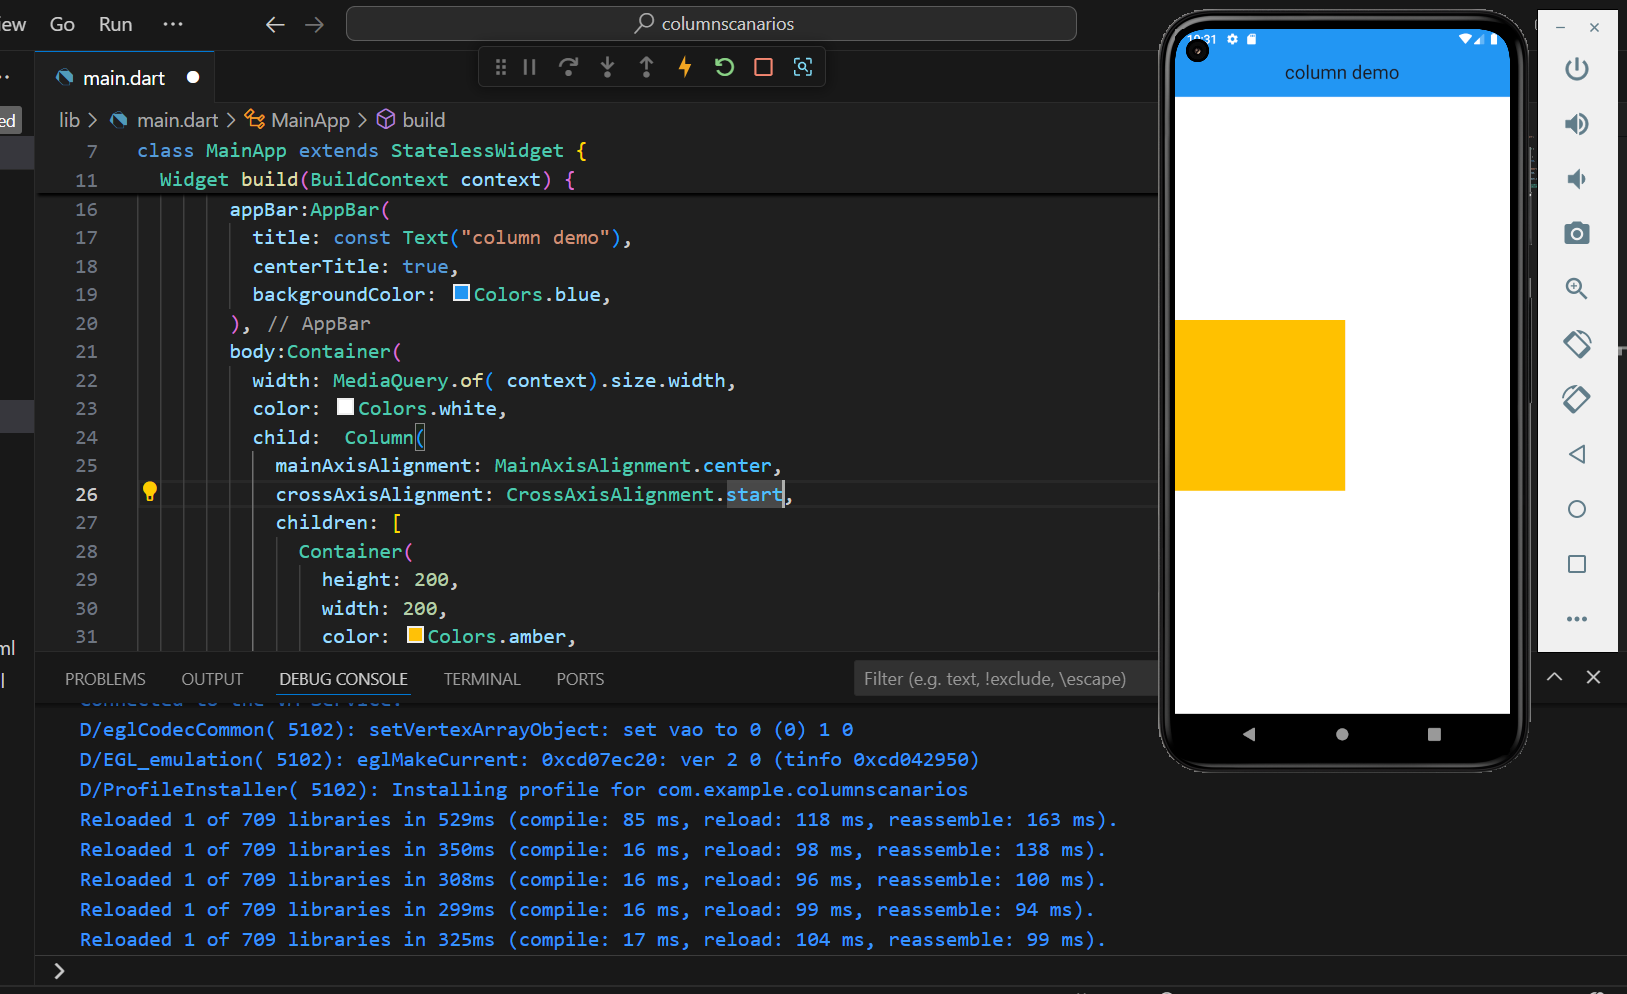 Go Run ...
columnscanarios
main.dart
lib > main.dart > MainApp > build
7 class MainApp extends StatelessWidget {
11 Widget build(BuildContext context) {
16 appBar:AppBar(
17 title: const Text("column demo"),
18 centerTitle: true,
19 backgroundColor: Colors.blue,
20 ), // AppBar
21 body:Container(
22 width: MediaQuery.of( context).size.width,
23 color: Colors.white,
24 child:  Column(
25 mainAxisAlignment: MainAxisAlignment.center,
26 crossAxisAlignment: CrossAxisAlignment.start,
27 children: [
28 Container(
29 height: 200,
30 width: 200,
31 color: Colors.amber,
PROBLEMS OUTPUT DEBUG CONSOLE TERMINAL PORTS
Filter (e.g. text, !exclude, \escape)
D/eglCodecCommon( 5102): setVertexArrayObject: set vao to 0 (0) 1 0
D/EGL_emulation( 5102): eglMakeCurrent: 0xcd07ec20: ver 2 0 (tinfo 0xcd042950)
D/ProfileInstaller( 5102): Installing profile for com.example.columnscanarios
Reloaded 1 of 709 libraries in 529ms (compile: 85 ms, reload: 118 ms, reassemble: 163 ms).
Reloaded 1 of 709 libraries in 350ms (compile: 16 ms, reload: 98 ms, reassemble: 138 ms).
Reloaded 1 of 709 libraries in 308ms (compile: 16 ms, reload: 96 ms, reassemble: 100 ms).
Reloaded 1 of 709 libraries in 299ms (compile: 16 ms, reload: 99 ms, reassemble: 94 ms).
Reloaded 1 of 709 libraries in 325ms (compile: 17 ms, reload: 104 ms, reassemble: 99 ms).
>
column demo